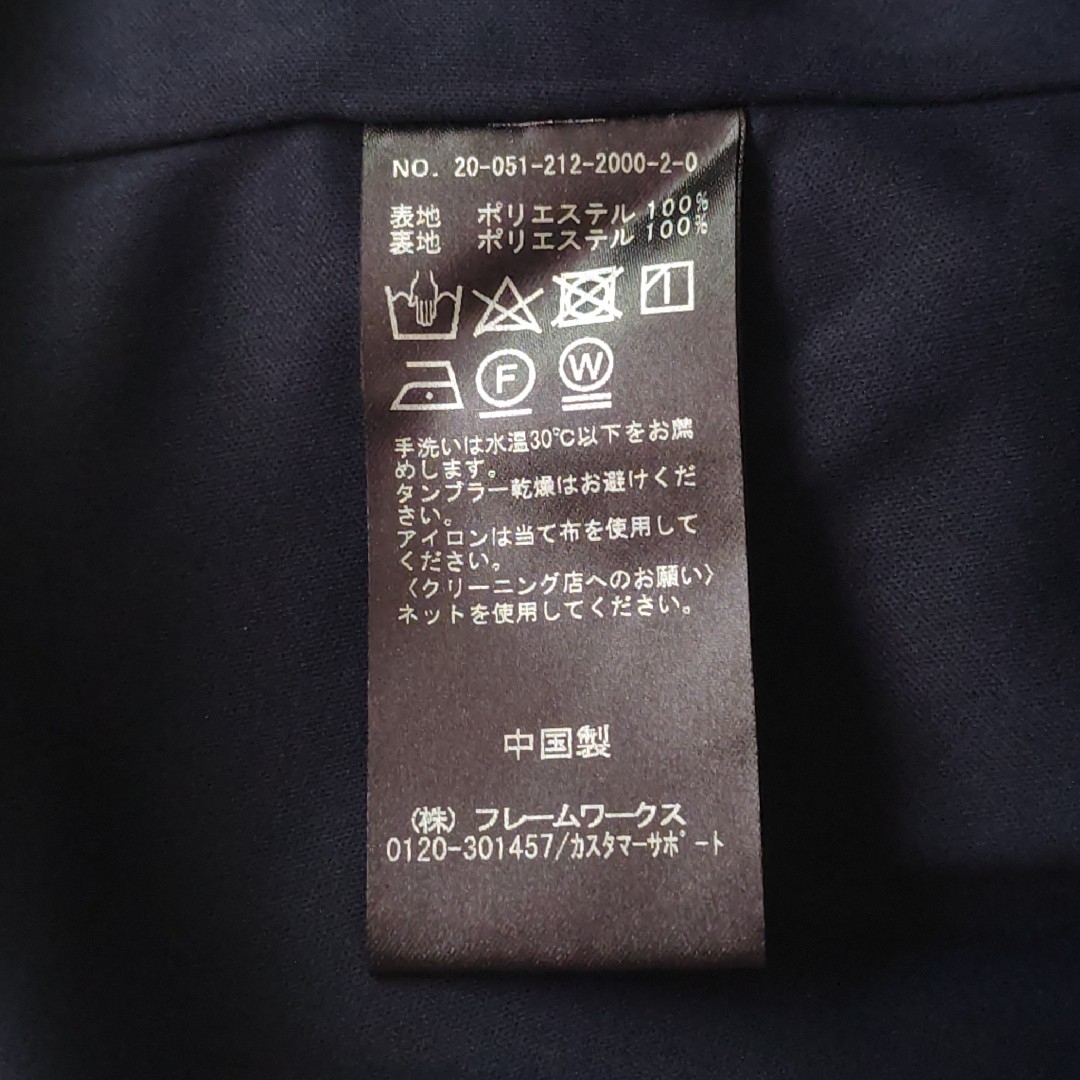 NO. 20-051-212-2000-2-0
表地 ポリエステル 100%
裏地 ポリエステル 100%
F W
手洗いは水温30℃以下をお薦
めします。
タンブラー乾燥はお避けくだ
さい。
アイロンは当て布を使用して
ください。
〈クリーニング店へのお願い〉
ネットを使用してください。
中国製
(株) フレームワークス
0120-301457/ｶｽﾀﾏｰｻﾎﾟｰﾄ